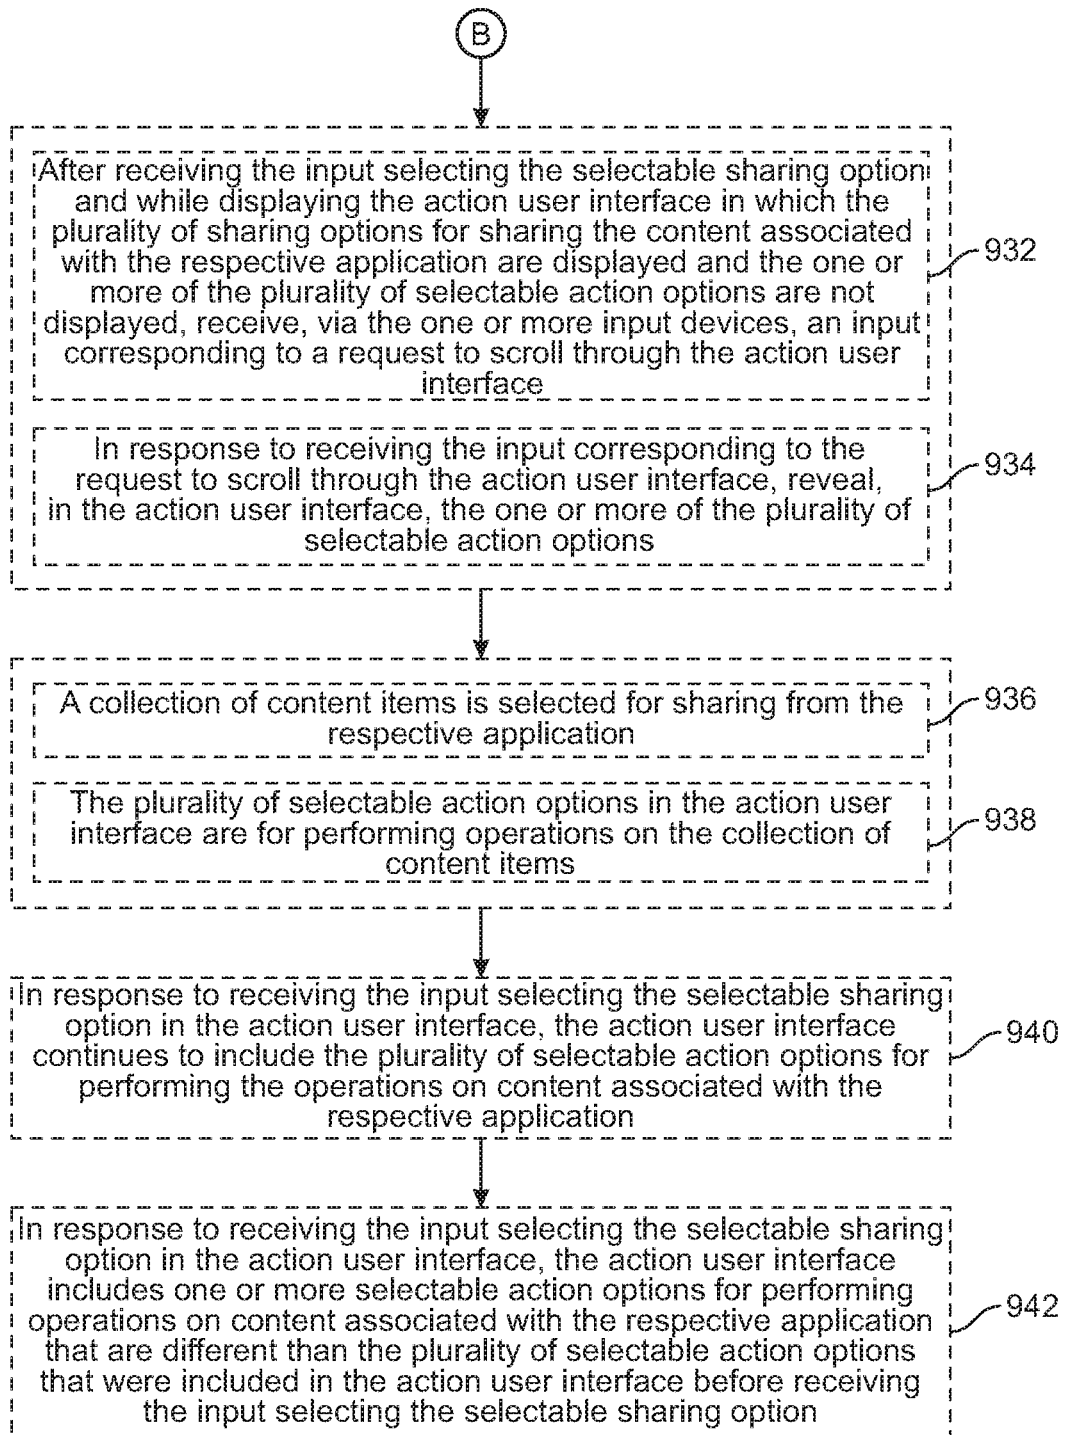 B
After receiving the input selecting the selectable sharing option
and while displaying the action user interface in which the
plurality of sharing options for sharing the content associated
with the respective application are displayed and the one or
more of the plurality of selectable action options are not
displayed, receive, via the one or more input devices, an input
corresponding to a request to scroll through the action user
interface
932
In response to receiving the input corresponding to the
request to scroll through the action user interface, reveal,
in the action user interface, the one or more of the plurality of
selectable action options
934
A collection of content items is selected for sharing from the
respective application
936
The plurality of selectable action options in the action user
interface are for performing operations on the collection of
content items
938
In response to receiving the input selecting the selectable sharing
option in the action user interface, the action user interface
continues to include the plurality of selectable action options for
performing the operations on content associated with the
respective application
940
In response to receiving the input selecting the selectable sharing
option in the action user interface, the action user interface
includes one or more selectable action options for performing
operations on content associated with the respective application
that are different than the plurality of selectable action options
that were included in the action user interface before receiving
the input selecting the selectable sharing option
942